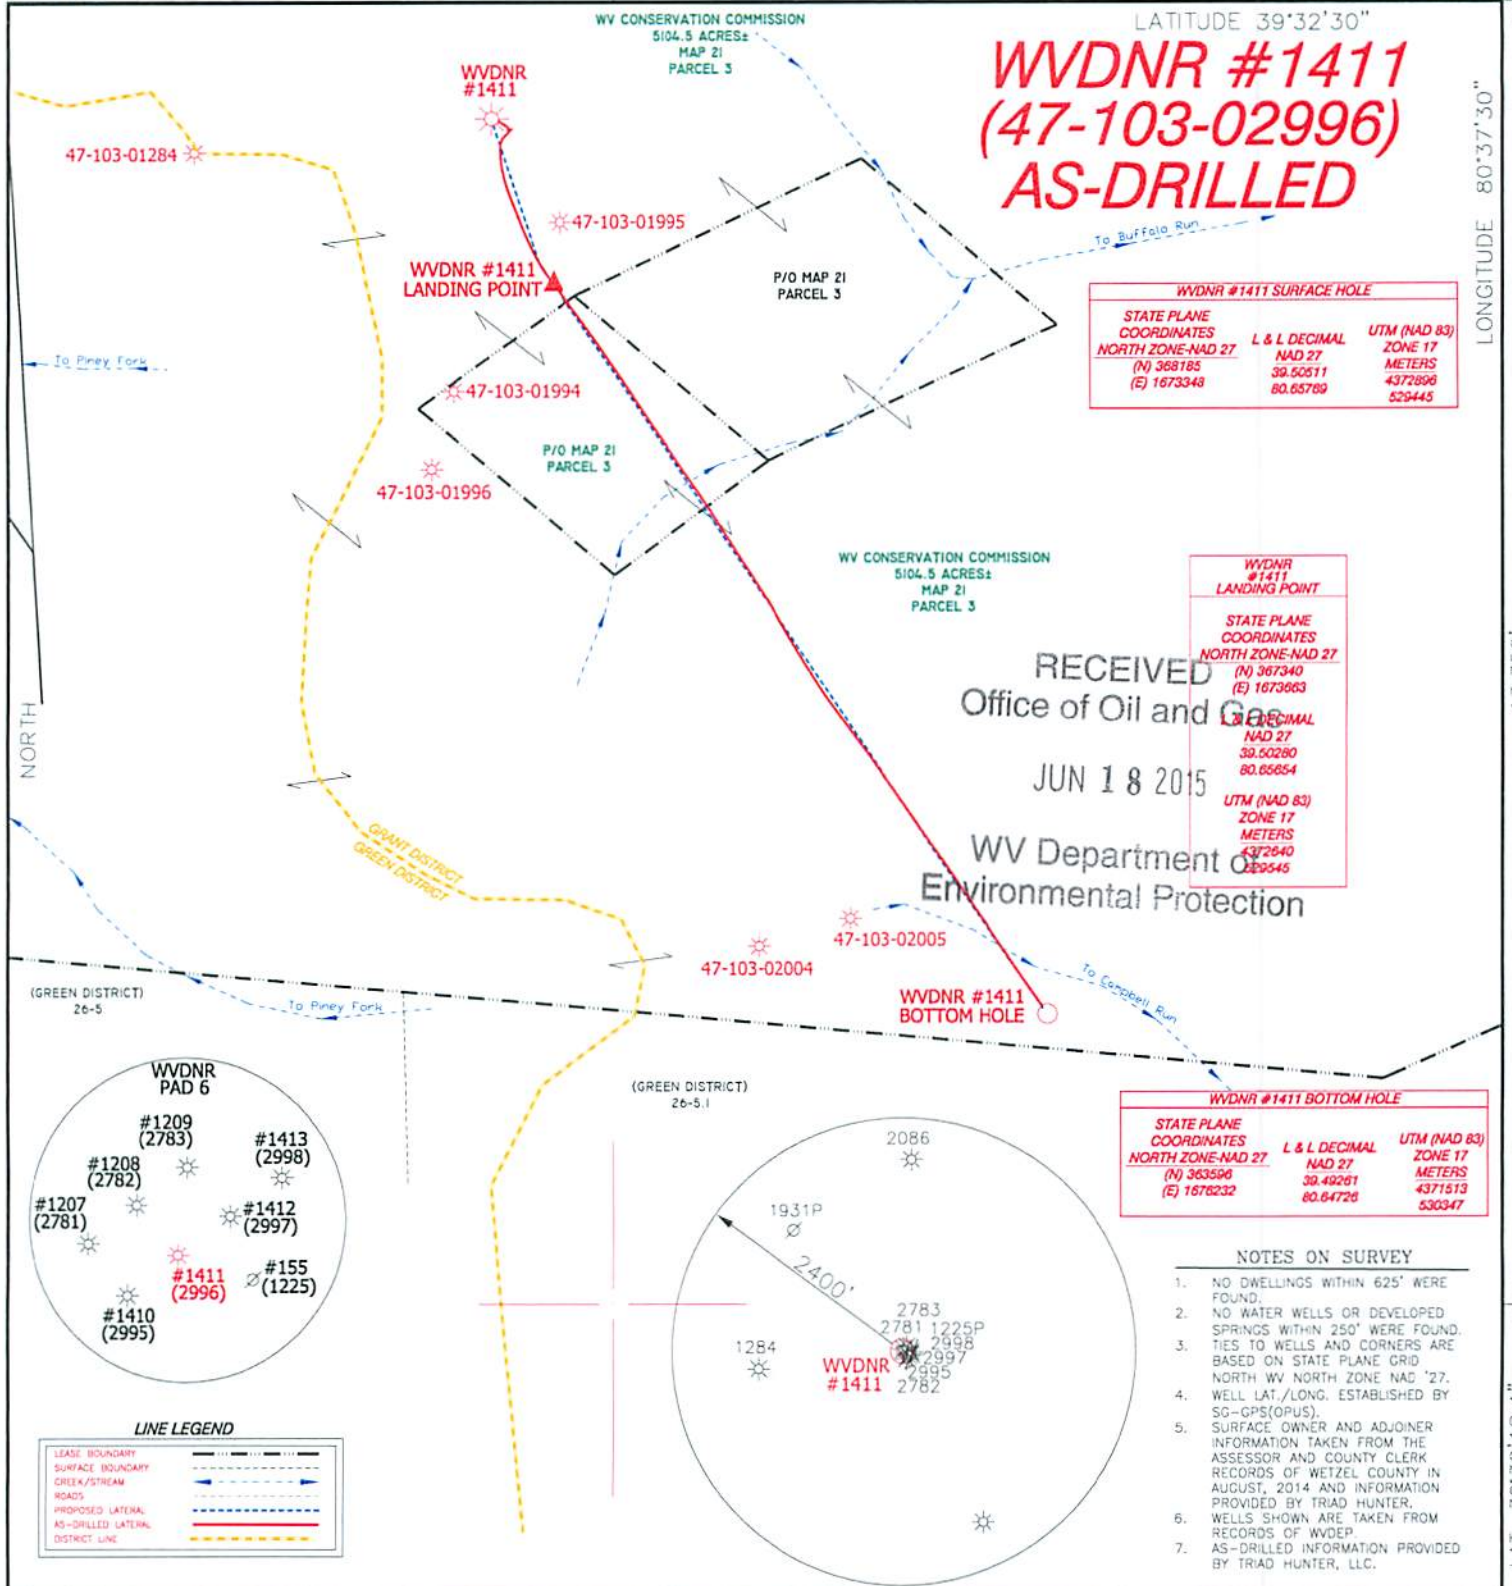 WV CONSERVATION COMMISSION
5104.5 ACRES±
MAP 21
PARCEL 3
LATITUDE 39°32'30"
WVDNR #1411
(47-103-02996)
AS-DRILLED
LONGITUDE 80°37'30"
WVDNR
#1411
47-103-01284
47-103-01995
To Buffalo Run
WVDNR #1411
LANDING POINT
P/O MAP 21
PARCEL 3
To Piney Fork
WVDNR #1411 SURFACE HOLE
STATE PLANE
COORDINATES
NORTH ZONE-NAD 27
(N) 368185
(E) 1673348
L & L DECIMAL
NAD 27
39.50511
80.65769
UTM (NAD 83)
ZONE 17
METERS
4372896
529445
47-103-01994
P/O MAP 21
PARCEL 3
47-103-01996
WV CONSERVATION COMMISSION
5104.5 ACRES±
MAP 21
PARCEL 3
WVDNR
#1411
LANDING POINT
STATE PLANE
COORDINATES
NORTH ZONE-NAD 27
(N) 367340
(E) 1673663
L & L DECIMAL
NAD 27
39.50280
80.65654
UTM (NAD 83)
ZONE 17
METERS
4372640
529545
RECEIVED
Office of Oil and Gas
JUN 18 2015
WV Department of
Environmental Protection
NORTH
GRANT DISTRICT
GREEN DISTRICT
47-103-02005
47-103-02004
WVDNR #1411
BOTTOM HOLE
To Campbell Run
(GREEN DISTRICT)
26-5
To Piney Fork
(GREEN DISTRICT)
26-5.1
WVDNR #1411 BOTTOM HOLE
STATE PLANE
COORDINATES
NORTH ZONE-NAD 27
(N) 363596
(E) 1676232
L & L DECIMAL
NAD 27
39.49261
80.64726
UTM (NAD 83)
ZONE 17
METERS
4371513
530347
WVDNR
PAD 6
#1209
(2783)
#1413
(2998)
#1208
(2782)
#1207
(2781)
#1412
(2997)
#1411
(2996)
#155
(1225)
#1410
(2995)
2086
1931P
2400'
2783
2781 1225P
2998
2997
2995
2782
1284
WVDNR
#1411
NOTES ON SURVEY
1. NO DWELLINGS WITHIN 625' WERE
FOUND.
2. NO WATER WELLS OR DEVELOPED
SPRINGS WITHIN 250' WERE FOUND.
3. TIES TO WELLS AND CORNERS ARE
BASED ON STATE PLANE GRID
NORTH WV NORTH ZONE NAD '27.
4. WELL LAT./LONG. ESTABLISHED BY
SG-GPS(OPUS).
5. SURFACE OWNER AND ADJOINER
INFORMATION TAKEN FROM THE
ASSESSOR AND COUNTY CLERK
RECORDS OF WETZEL COUNTY IN
AUGUST, 2014 AND INFORMATION
PROVIDED BY TRIAD HUNTER.
6. WELLS SHOWN ARE TAKEN FROM
RECORDS OF WVDEP.
7. AS-DRILLED INFORMATION PROVIDED
BY TRIAD HUNTER, LLC.
LINE LEGEND
LEASE BOUNDARY
SURFACE BOUNDARY
CREEK/STREAM
ROADS
PROPOSED LATERAL
AS-DRILLED LATERAL
DISTRICT LINE